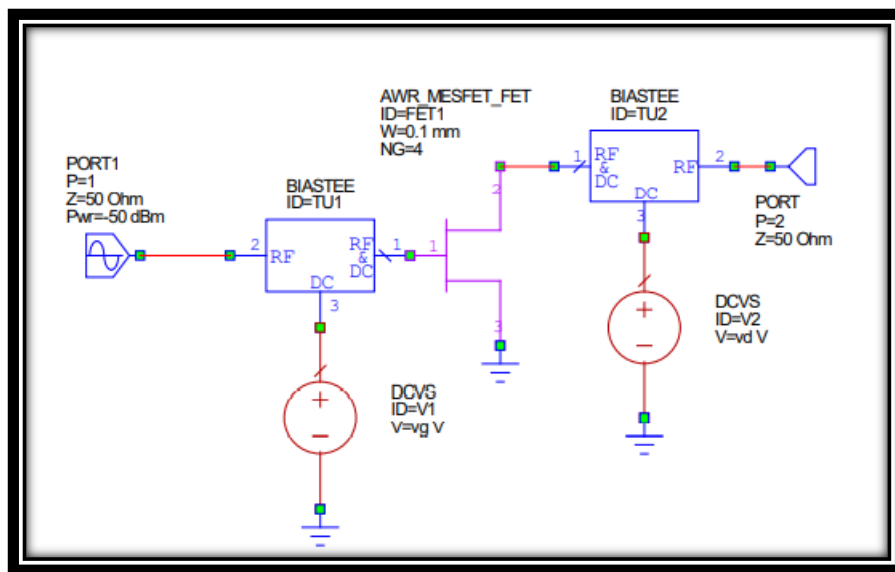 AWR_MESFET_FET
ID=FET1
W=0.1 mm
NG=4
BIASTEE
ID=TU2
1
RF
&
DC
RF
2
DC
3
PORT
P=2
Z=50 Ohm
PORT1
P=1
Z=50 Ohm
Pwr=-50 dBm
BIASTEE
ID=TU1
2
RF
RF
&
DC
1
DC
3
1
2
3
DCVS
ID=V1
V=vg V
DCVS
ID=V2
V=vd V